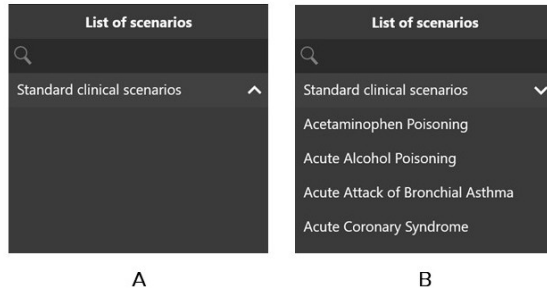 List of scenarios
Standard clinical scenarios
A
List of scenarios
Standard clinical scenarios
Acetaminophen Poisoning
Acute Alcohol Poisoning
Acute Attack of Bronchial Asthma
Acute Coronary Syndrome
B